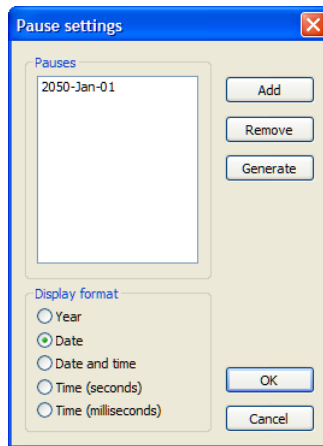 Pause settings
Pauses
2050-Jan-01
Add
Remove
Generate
Display format
Year
Date
Date and time
Time (seconds)
Time (milliseconds)
OK
Cancel